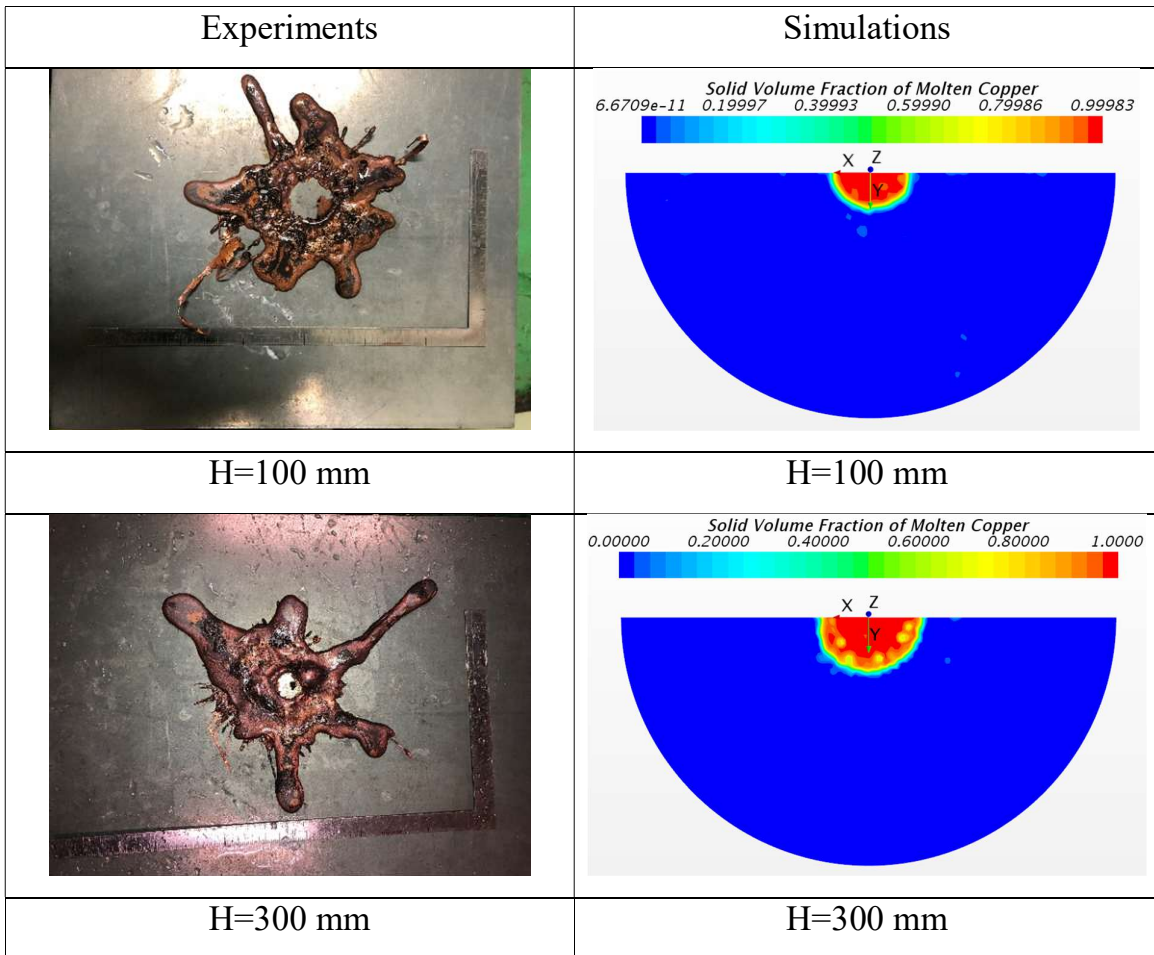 Experiments
Simulations
Solid Volume Fraction of Molten Copper
6.6709e-11 0.19997 0.39993 0.59990 0.79986 0.99983
X Z
Y
H=100 mm
H=100 mm
Solid Volume Fraction of Molten Copper
0.00000 0.20000 0.40000 0.60000 0.80000 1.0000
X Z
Y
H=300 mm
H=300 mm